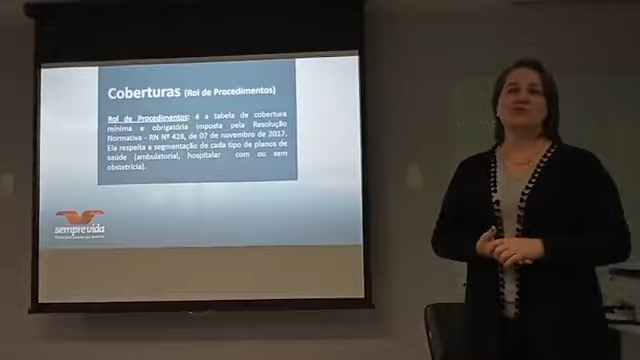 Coberturas (Rol de Procedimentos)
Rol de Procedimentos: é a tabela de cobertura
mínima e obrigatória imposta pela Resolução
Normativa - RN Nº 428, de 07 de novembro de 2017.
Ela respeita a segmentação de cada tipo de planos de
saúde (ambulatorial, hospitalar com ou sem
obstetrícia).
semprevida